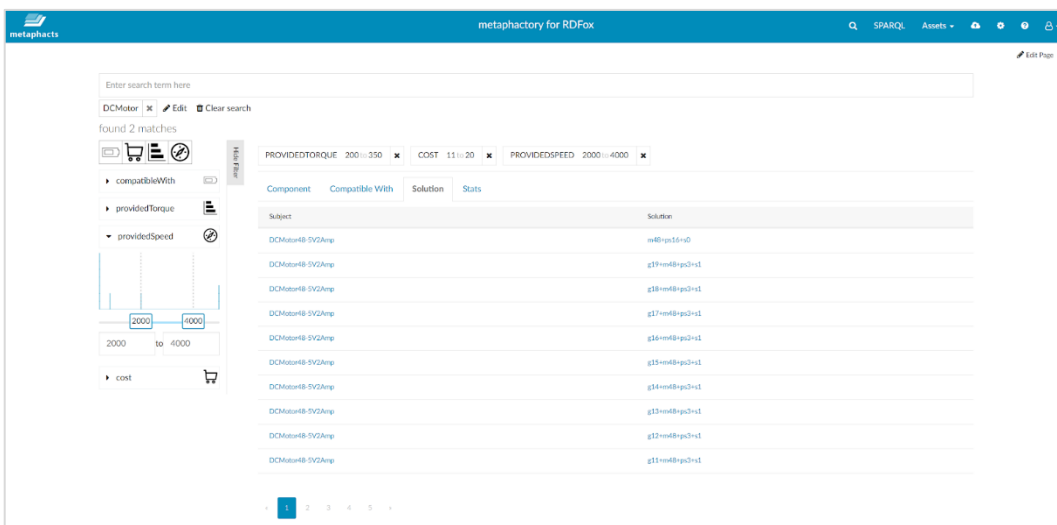 metaphacts
metaphactory for RDFox
SPARQL Assets
Edit Page
Enter search term here
DCMotor Edit Clear search
found 2 matches
Hide Filter
compatibleWith
providedTorque
providedSpeed
2000 4000
2000 to 4000
cost
PROVIDEDTORQUE 200 to 350 COST 11 to 20 PROVIDEDSPEED 2000 to 4000
Component Compatible With Solution Stats
Subject Solution
DCMotor48-5V2Amp m48+ps16+s0
DCMotor48-5V2Amp g19+m48+ps3+s1
DCMotor48-5V2Amp g18+m48+ps3+s1
DCMotor48-5V2Amp g17+m48+ps3+s1
DCMotor48-5V2Amp g16+m48+ps3+s1
DCMotor48-5V2Amp g15+m48+ps3+s1
DCMotor48-5V2Amp g14+m48+ps3+s1
DCMotor48-5V2Amp g13+m48+ps3+s1
DCMotor48-5V2Amp g12+m48+ps3+s1
DCMotor48-5V2Amp g11+m48+ps3+s1
‹ 1 2 3 4 5 ›